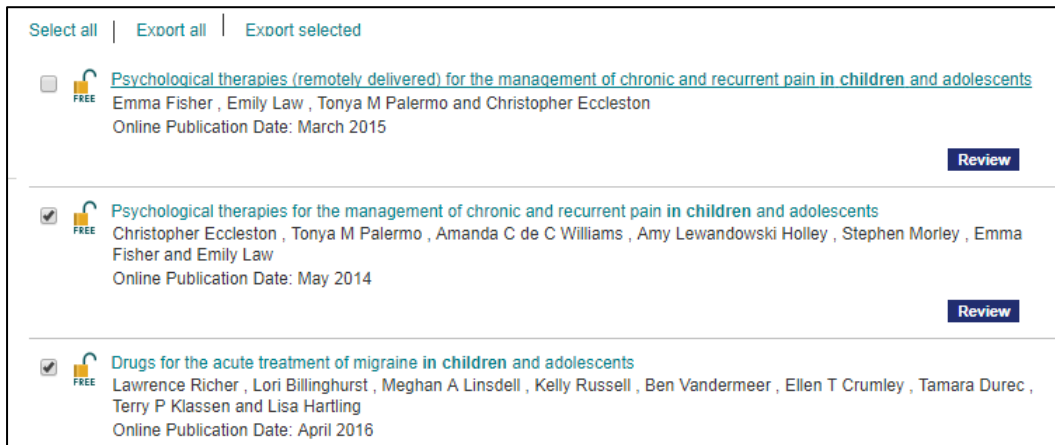 Select all | Export all | Export selected
FREE
Psychological therapies (remotely delivered) for the management of chronic and recurrent pain in children and adolescents
Emma Fisher , Emily Law , Tonya M Palermo and Christopher Eccleston
Online Publication Date: March 2015
Review
FREE
Psychological therapies for the management of chronic and recurrent pain in children and adolescents
Christopher Eccleston , Tonya M Palermo , Amanda C de C Williams , Amy Lewandowski Holley , Stephen Morley , Emma
Fisher and Emily Law
Online Publication Date: May 2014
Review
FREE
Drugs for the acute treatment of migraine in children and adolescents
Lawrence Richer , Lori Billinghurst , Meghan A Linsdell , Kelly Russell , Ben Vandermeer , Ellen T Crumley , Tamara Durec ,
Terry P Klassen and Lisa Hartling
Online Publication Date: April 2016